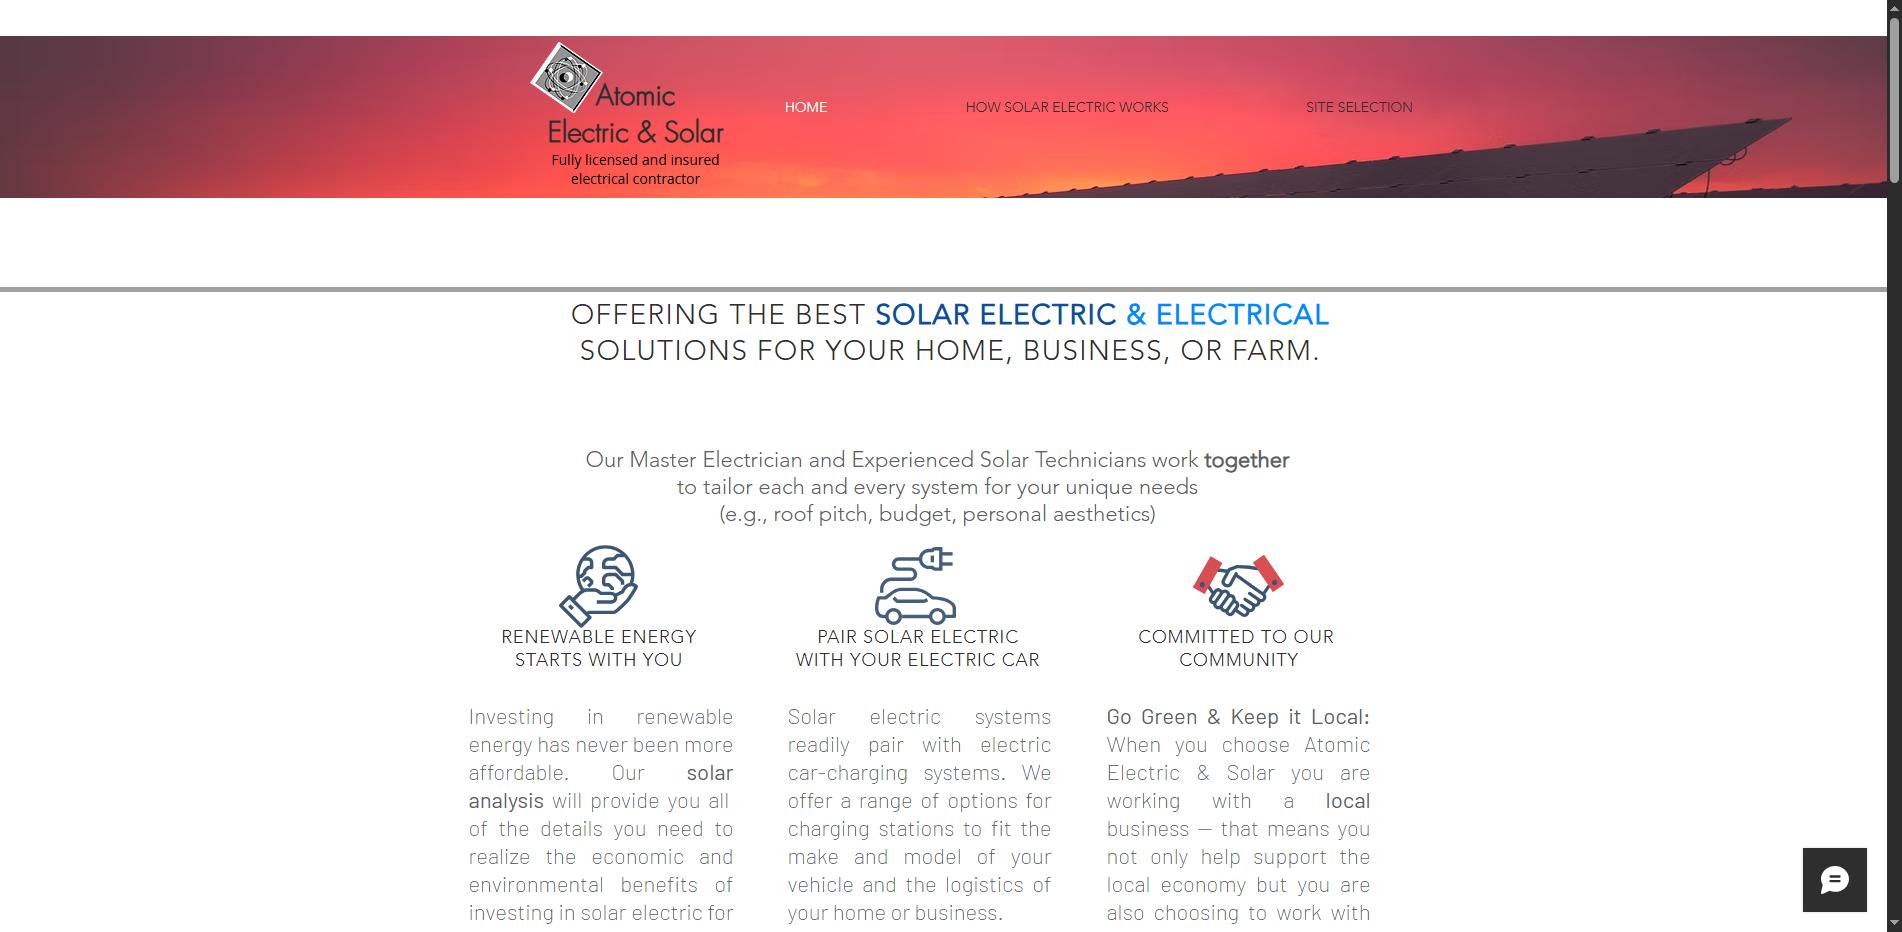 Atomic
Electric & Solar
Fully licensed and insured
electrical contractor
HOME
HOW SOLAR ELECTRIC WORKS
SITE SELECTION
OFFERING THE BEST SOLAR ELECTRIC & ELECTRICAL
SOLUTIONS FOR YOUR HOME, BUSINESS, OR FARM.
Our Master Electrician and Experienced Solar Technicians work together
to tailor each and every system for your unique needs
(e.g., roof pitch, budget, personal aesthetics)
RENEWABLE ENERGY
STARTS WITH YOU
Investing in renewable
energy has never been more
affordable. Our solar
analysis will provide you all
of the details you need to
realize the economic and
environmental benefits of
investing in solar electric for
PAIR SOLAR ELECTRIC
WITH YOUR ELECTRIC CAR
Solar electric systems
readily pair with electric
car-charging systems. We
offer a range of options for
charging stations to fit the
make and model of your
vehicle and the logistics of
your home or business.
COMMITTED TO OUR
COMMUNITY
Go Green & Keep it Local:
When you choose Atomic
Electric & Solar you are
working with a local
business — that means you
not only help support the
local economy but you are
also choosing to work with